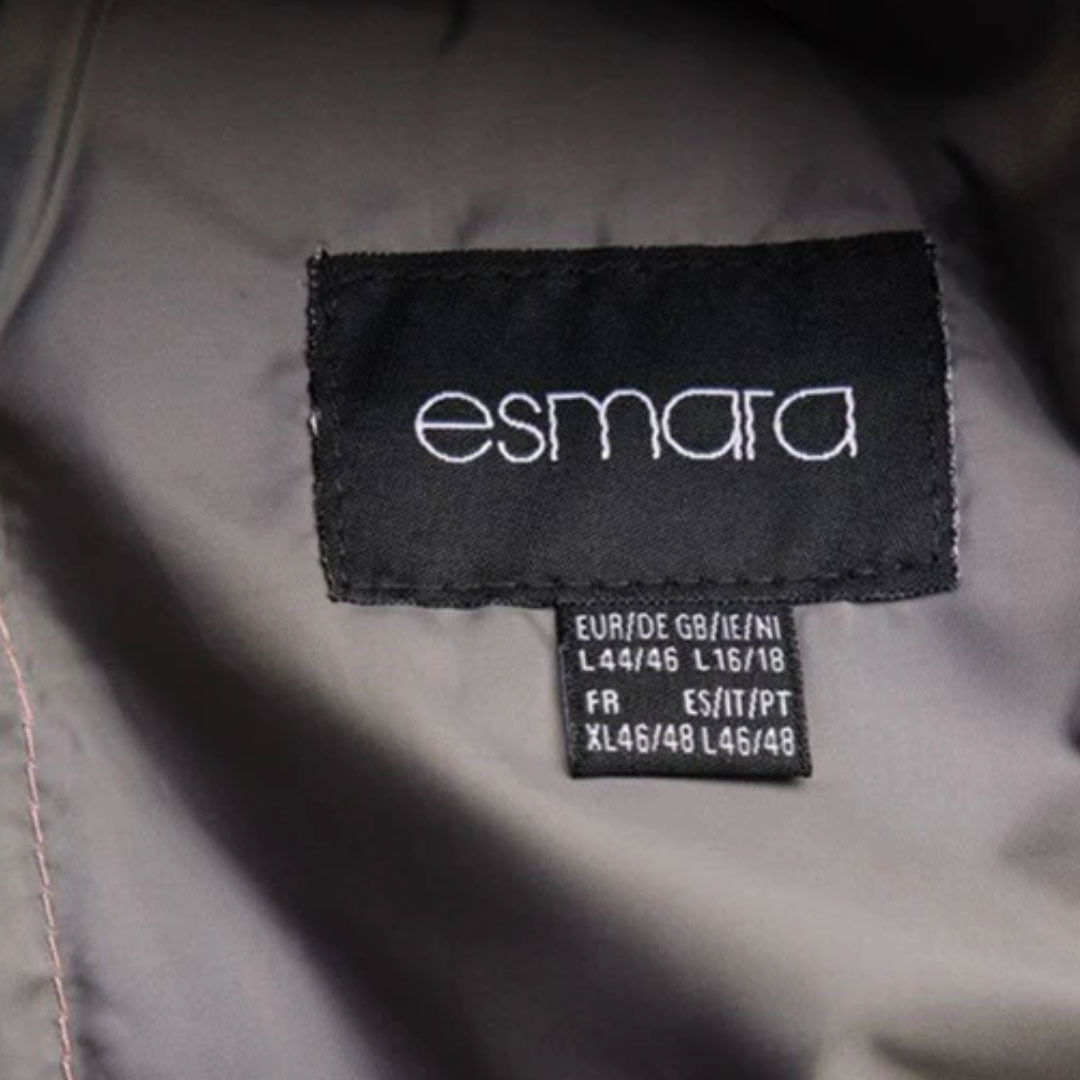 esmara
EUR/DE GB/IE/NI
L44/46 L16/18
FR ES/IT/PT
XL46/48 L46/48